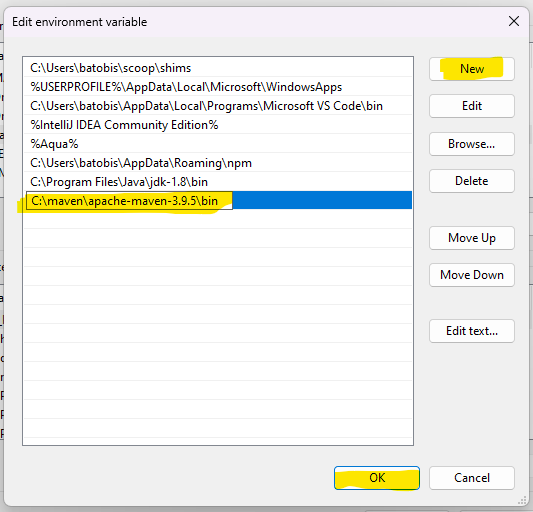 Edit environment variable
C:\Users\batobis\scoop\shims
%USERPROFILE%\AppData\Local\Microsoft\WindowsApps
C:\Users\batobis\AppData\Local\Programs\Microsoft VS Code\bin
%IntelliJ IDEA Community Edition%
%Aqua%
C:\Users\batobis\AppData\Roaming\npm
C:\Program Files\Java\jdk-1.8\bin
C:\maven\apache-maven-3.9.5\bin
New
Edit
Browse...
Delete
Move Up
Move Down
Edit text...
OK
Cancel